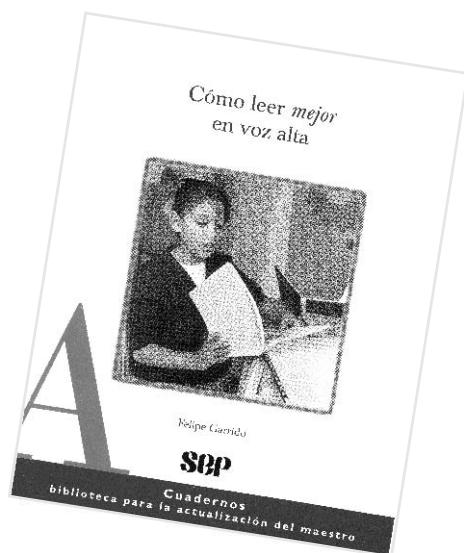 Cómo leer mejor
en voz alta
A
Felipe Garrido
SEP
Cuadernos
biblioteca para la actualización del maestro